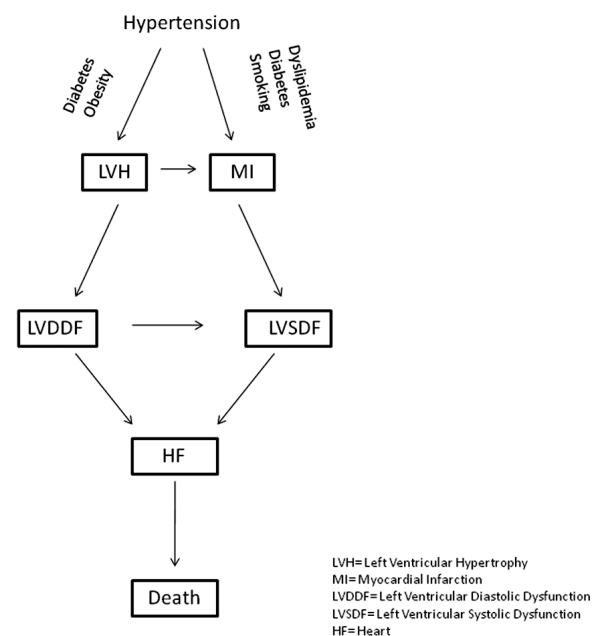 Hypertension
Diabetes
Obesity
Dyslipidemia
Diabetes
Smoking
LVH
MI
LVDDF
LVSDF
HF
Death
LVH= Left Ventricular Hypertrophy
MI= Myocardial Infarction
LVDDF= Left Ventricular Diastolic Dysfunction
LVSDF= Left Ventricular Systolic Dysfunction
HF= Heart